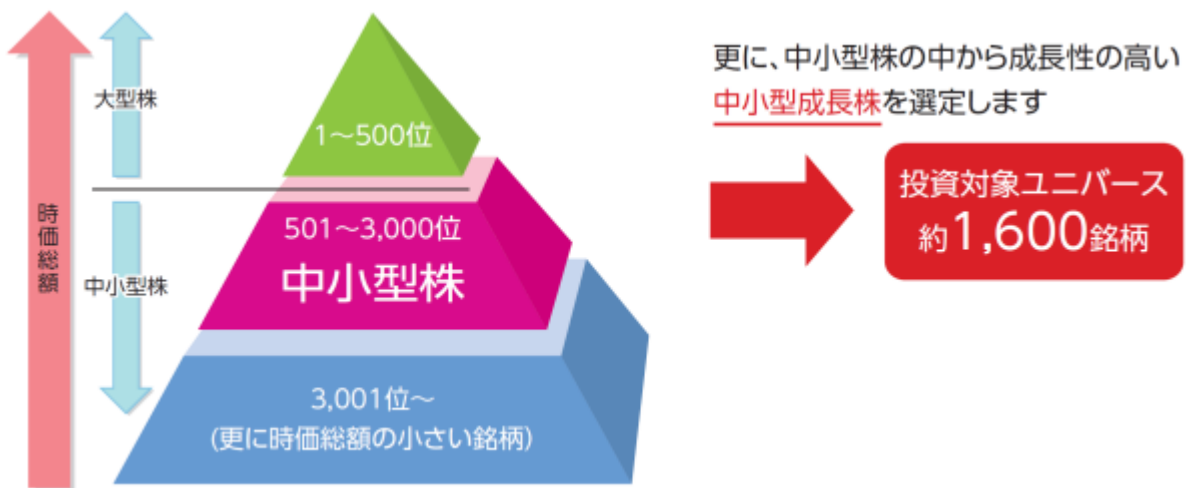 時価総額
大型株
中小型株
1～500位
501～3,000位
中小型株
3,001位～
(更に時価総額の小さい銘柄)
更に、中小型株の中から成長性の高い
中小型成長株を選定します
投資対象ユニバース
約1,600銘柄